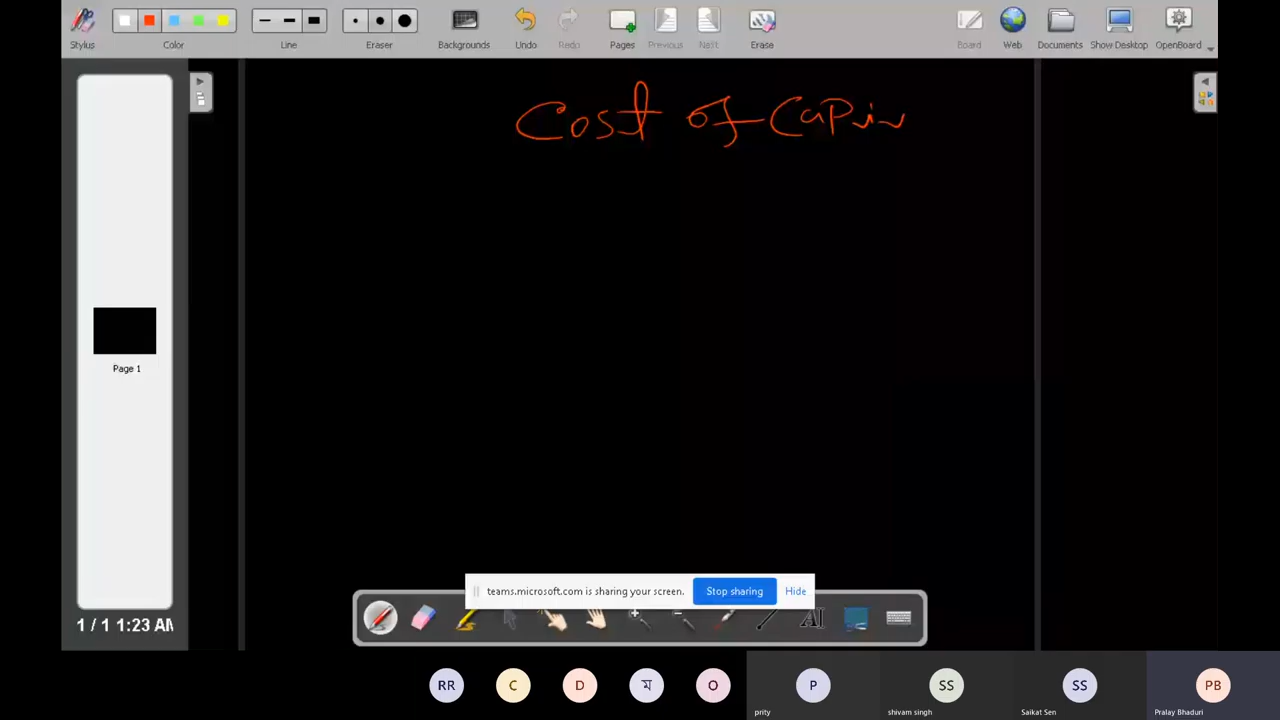 Stylus
Color
Line
Eraser
Backgrounds
Undo
Redo
Pages
Previous
Next
Erase
Board
Web
Documents
Show Desktop
OpenBoard
Cost of Capi
Page 1
1 / 1 1:23 AM
teams.microsoft.com is sharing your screen.
Stop sharing
Hide
AI
RR
C
D
ম
O
P
SS
SS
PB
prity
shivam singh
Saikat Sen
Pralay Bhaduri